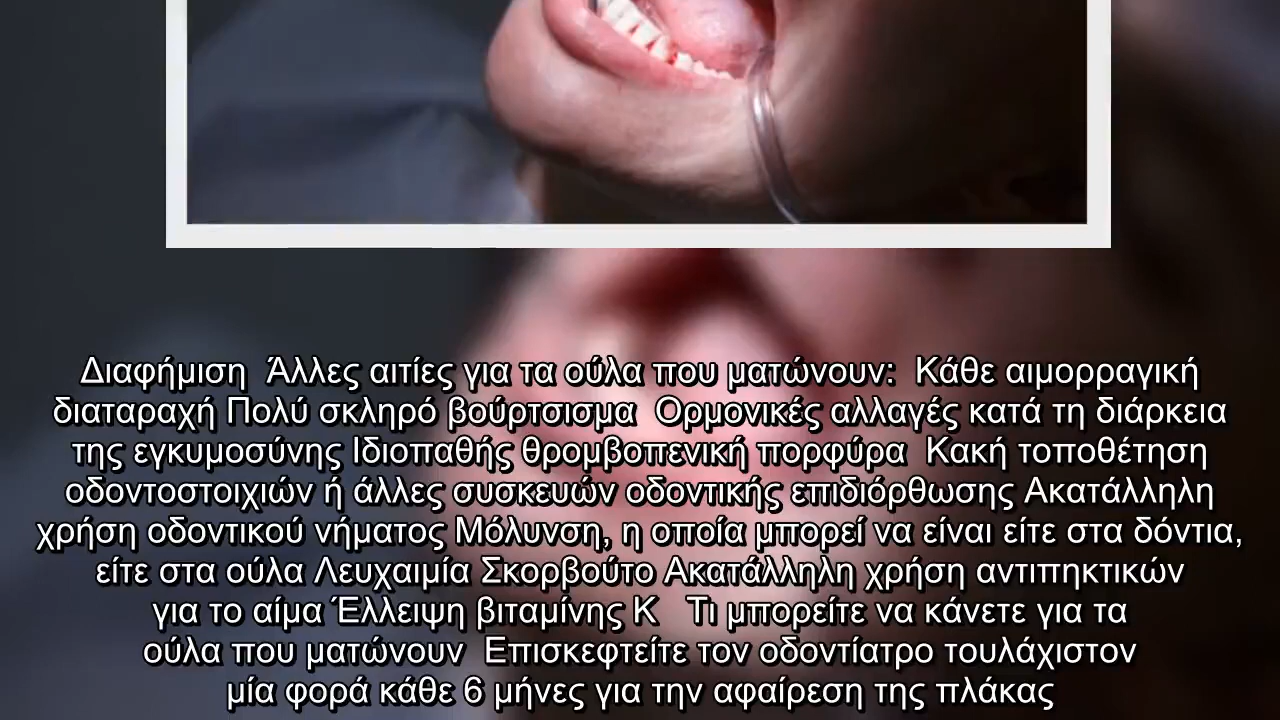 Διαφήμιση  Άλλες αιτίες για τα ούλα που ματώνουν:  Κάθε αιμορραγική
διαταραχή Πολύ σκληρό βούρτσισμα  Ορμονικές αλλαγές κατά τη διάρκεια
της εγκυμοσύνης Ιδιοπαθής θρομβοπενική πορφύρα  Κακή τοποθέτηση
οδοντοστοιχιών ή άλλες συσκευών οδοντικής επιδιόρθωσης Ακατάλληλη
χρήση οδοντικού νήματος Μόλυνση, η οποία μπορεί να είναι είτε στα δόντια,
είτε στα ούλα Λευχαιμία Σκορβούτο Ακατάλληλη χρήση αντιπηκτικών
για το αίμα Έλλειψη βιταμίνης Κ   Τι μπορείτε να κάνετε για τα
ούλα που ματώνουν  Επισκεφτείτε τον οδοντίατρο τουλάχιστον
μία φορά κάθε 6 μήνες για την αφαίρεση της πλάκας